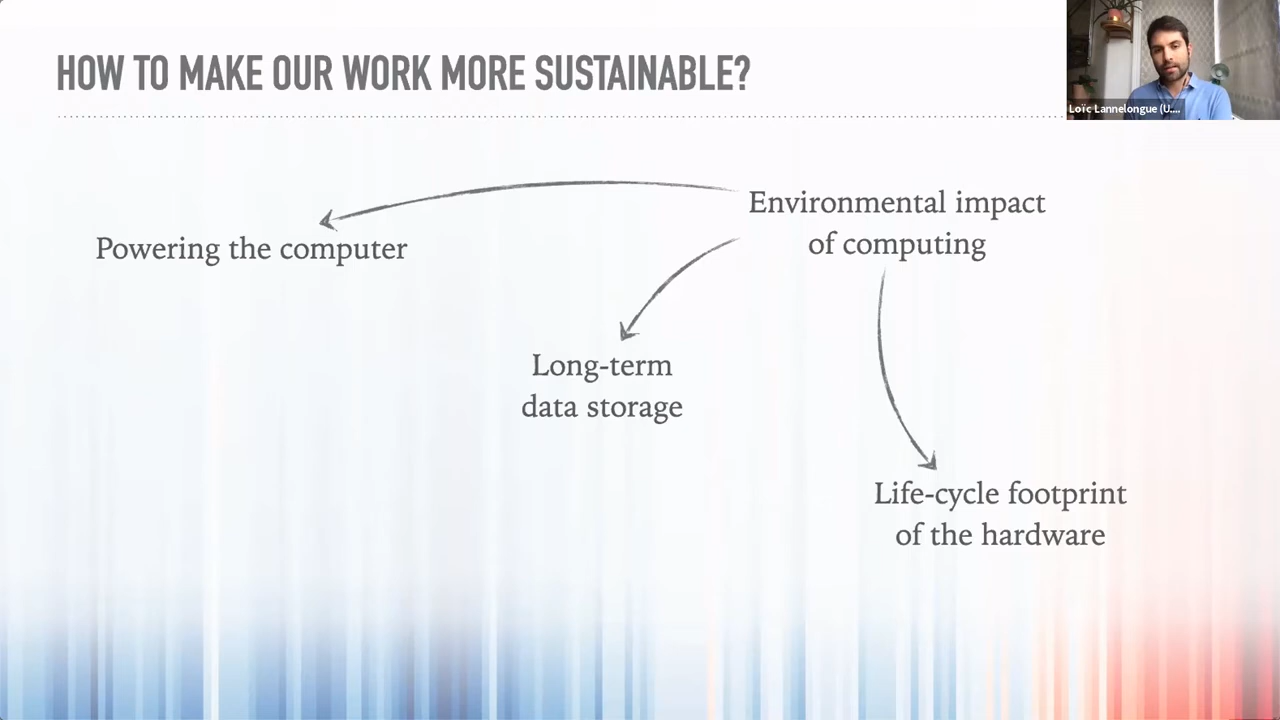 HOW TO MAKE OUR WORK MORE SUSTAINABLE?
Loïc Lannelongue (U....
Environmental impact
of computing
Powering the computer
Long-term
data storage
Life-cycle footprint
of the hardware